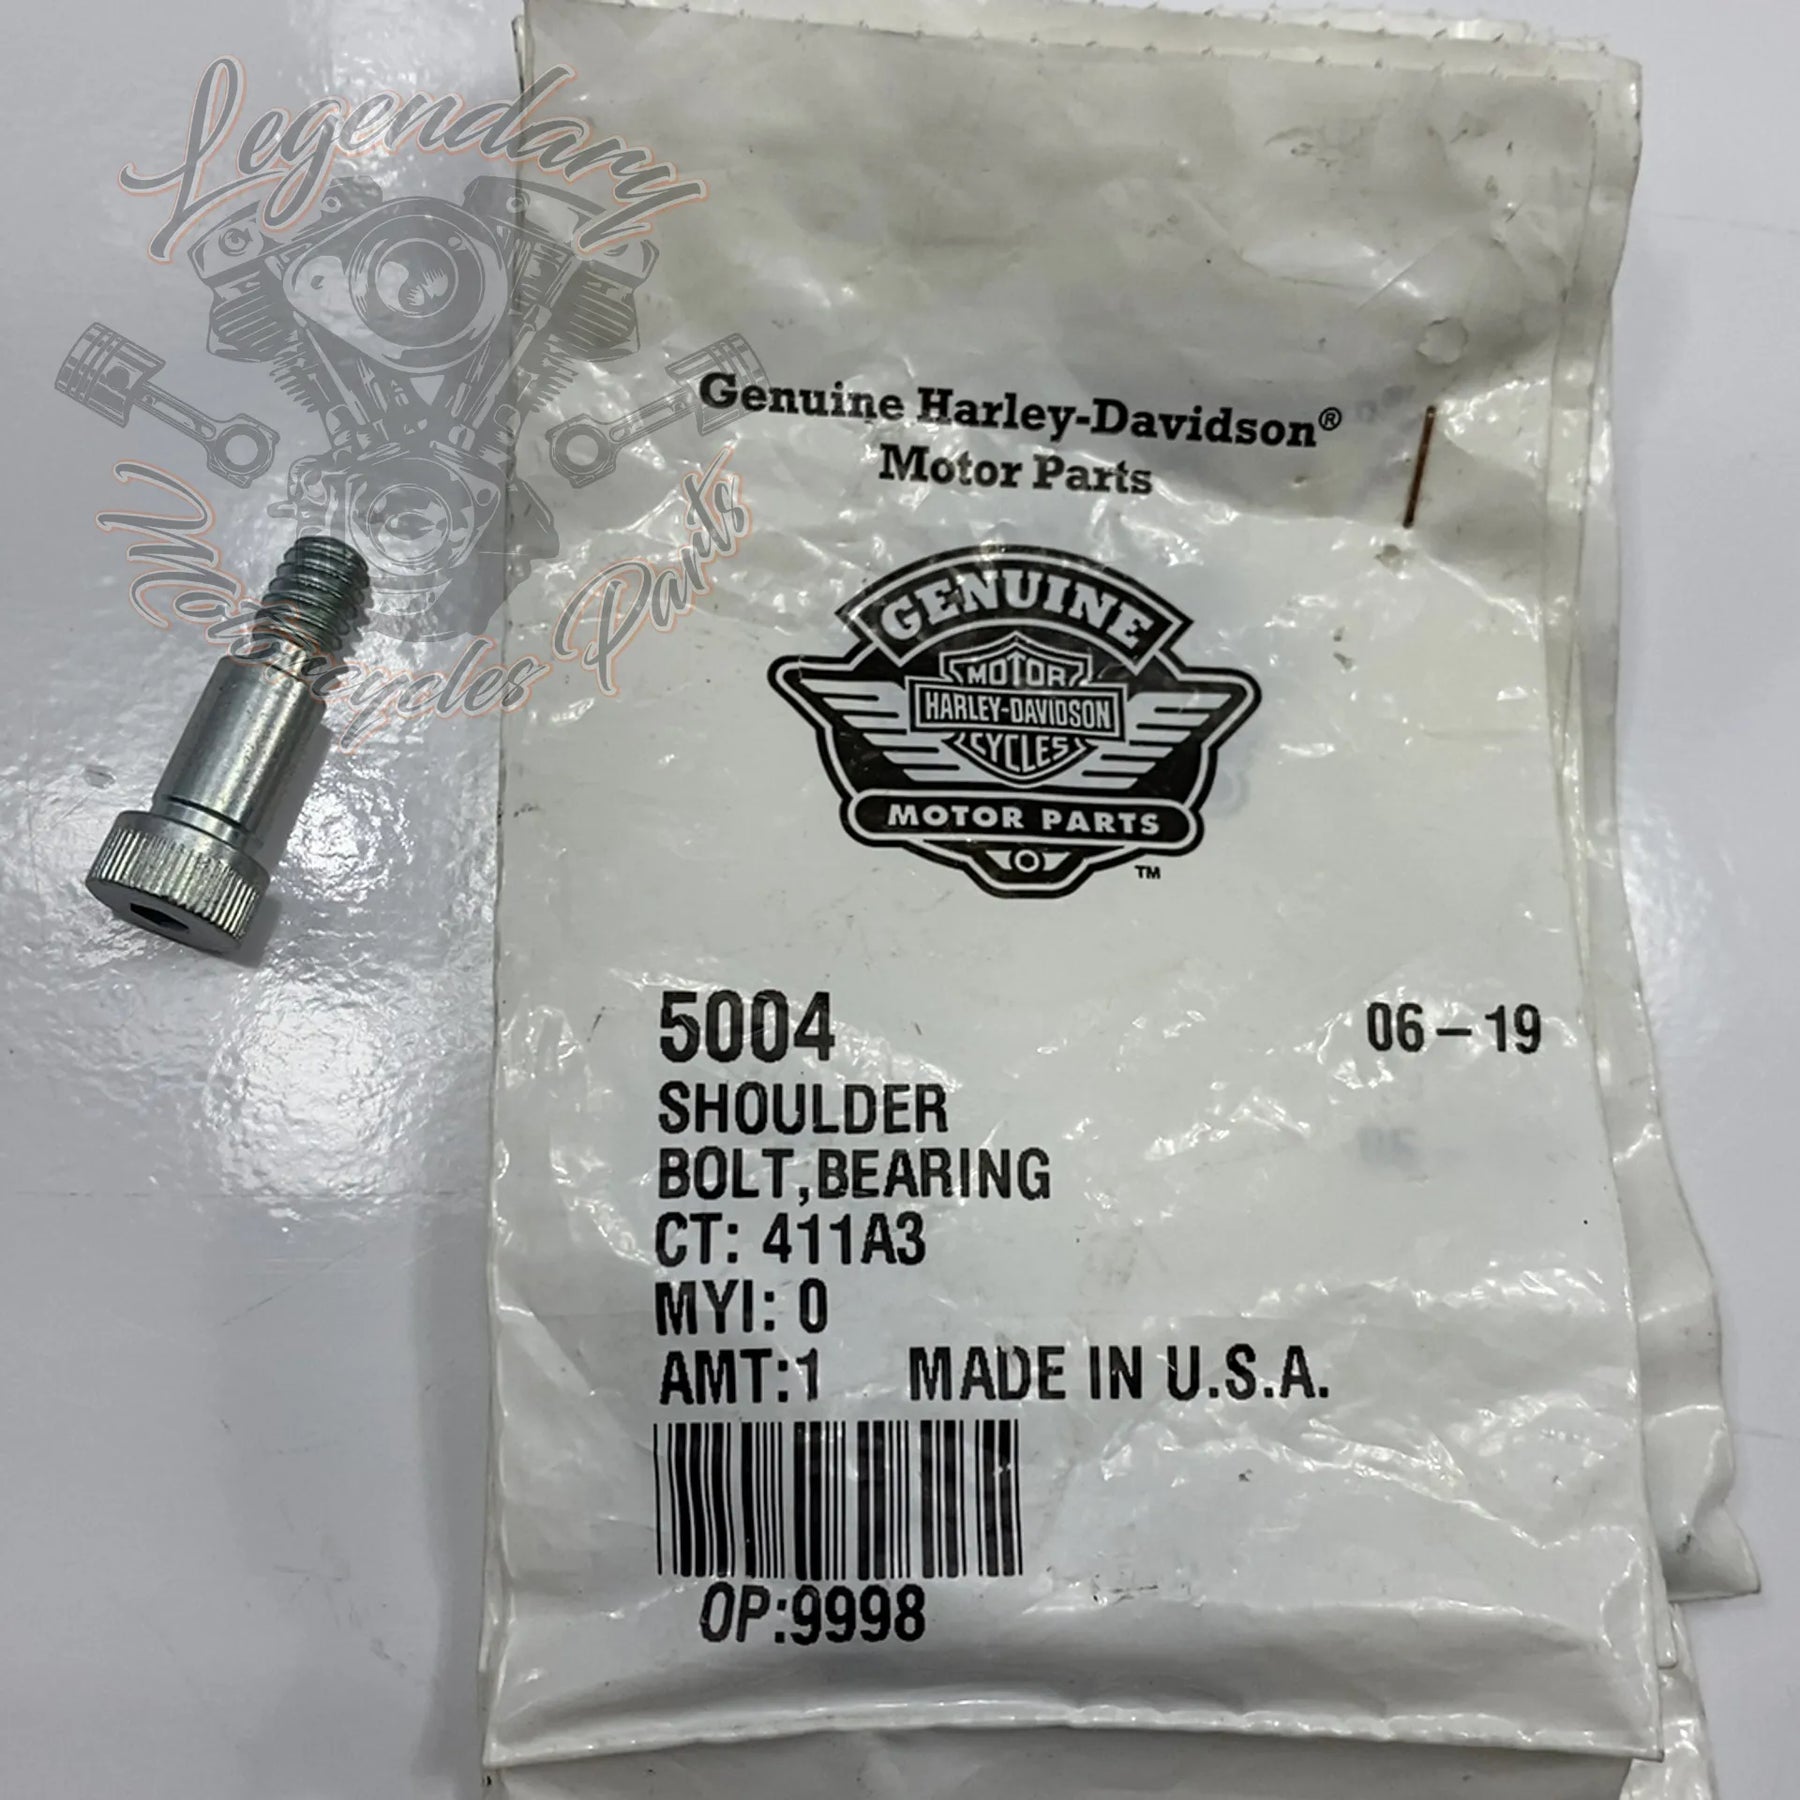 Legendary
Motorcycles Parts
Genuine Harley-Davidson®
Motor Parts
GENUINE
MOTOR
HARLEY-DAVIDSON
CYCLES
MOTOR PARTS
™
5004
06-19
SHOULDER
BOLT,BEARING
CT: 411A3
MYI: 0
AMT:1 MADE IN U.S.A.
OP:9998